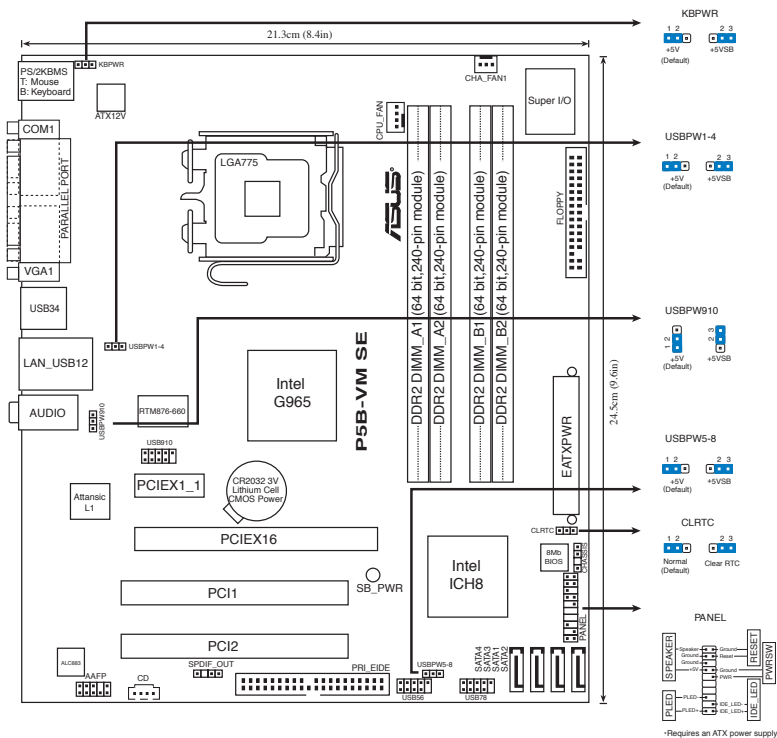 KBPWR
21.3cm (8.4in)
1 2
2 3
+5V
(Default)
+5VSB
PS/2KBMS
T: Mouse
B: Keyboard
KBPWR
ATX12V
CHA_FAN1
CPU_FAN
Super I/O
COM1
PARALLEL PORT
VGA1
LGA775
ASUS
DDR2 DIMM_A1 (64 bit,240-pin module)
DDR2 DIMM_A2 (64 bit,240-pin module)
DDR2 DIMM_B1 (64 bit,240-pin module)
DDR2 DIMM_B2 (64 bit,240-pin module)
FLOPPY
USBPW1-4
1 2
2 3
+5V
(Default)
+5VSB
USB34
USBPW1-4
LAN_USB12
AUDIO
USBPW910
RTM876-660
Intel
G965
P5B-VM SE
24.5cm (9.6in)
EATXPWR
USBPW910
1 2
2 3
+5V
(Default)
+5VSB
USB910
PCIEX1_1
CR2032 3V
Lithium Cell
CMOS Power
Attansic
L1
PCIEX16
SB_PWR
USBPW5-8
1 2
2 3
+5V
(Default)
+5VSB
CLRTC
8Mb
BIOS
CHASSIS
Intel
ICH8
PANEL
CLRTC
1 2
2 3
Normal
(Default)
Clear RTC
PCI1
PCI2
ALC883
AAFP
CD
SPDIF_OUT
PRI_EIDE
USBPW5-8
USB56
USB78
SATA4
SATA3
SATA1
SATA2
PANEL
SPEAKER
Speaker
Ground
Ground
+5V
Ground
Reset
RESET
Ground
PWR
PWRSW
PLED
PLED-
PLED+
IDE_LED-
IDE_LED+
IDE_LED
•Requires an ATX power supply